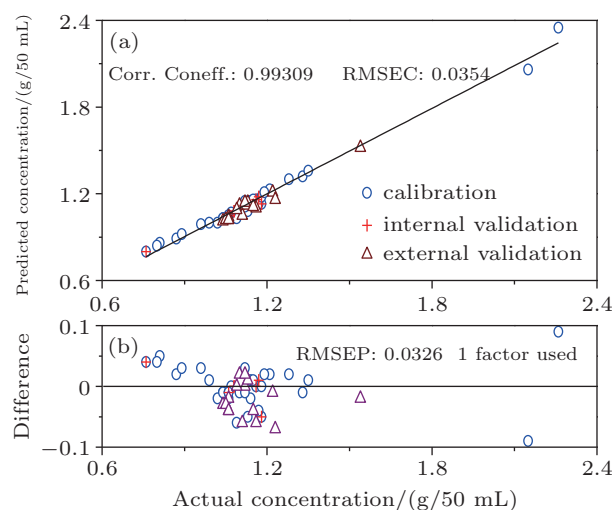 Predicted concentration/(g/50 mL)
2.4
1.8
1.2
0.6
(a)
Corr. Coneff.: 0.99309 RMSEC: 0.0354
calibration
internal validation
external validation
0.6 1.2 1.8 2.4
Difference
0.1
0
−0.1
(b)
RMSEP: 0.0326 1 factor used
0.6 1.2 1.8 2.4
Actual concentration/(g/50 mL)